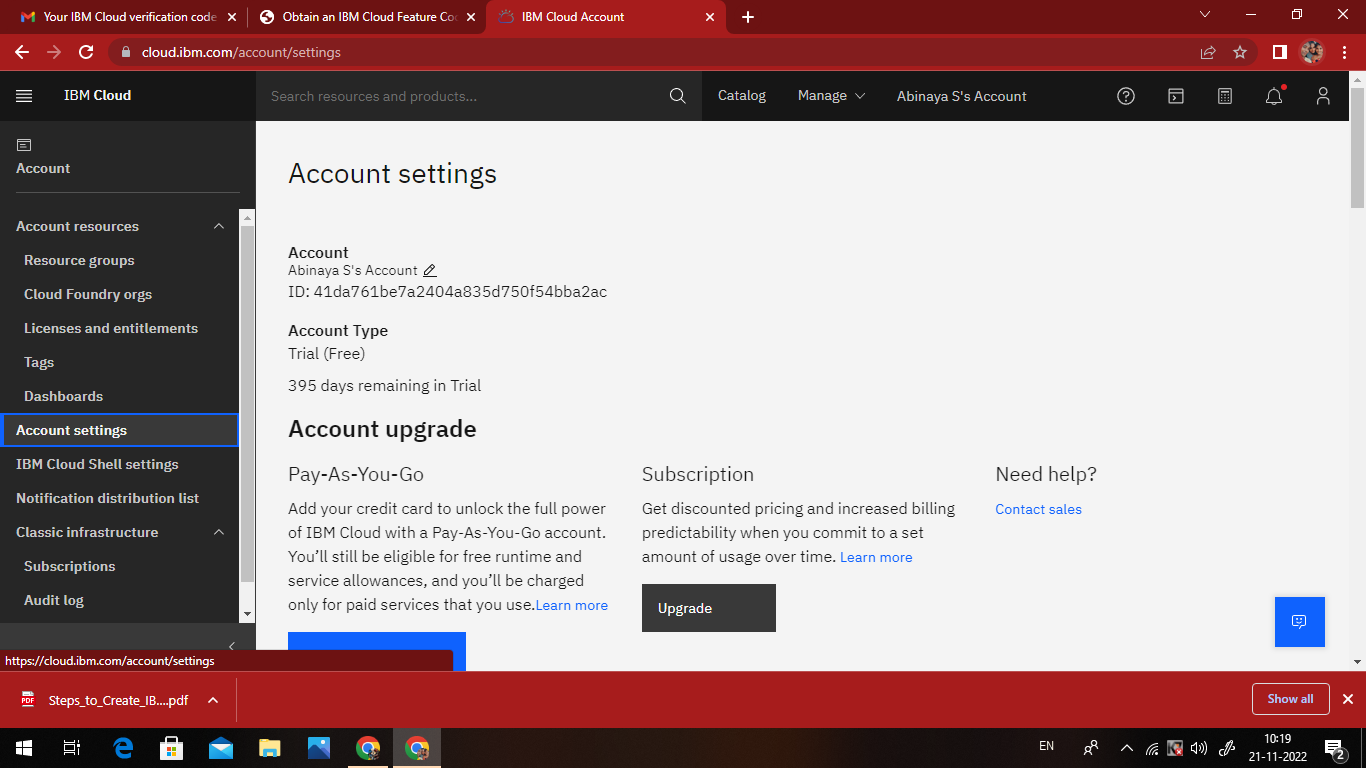 Your IBM Cloud verification code
Obtain an IBM Cloud Feature Co
IBM Cloud Account
cloud.ibm.com/account/settings
IBM Cloud
Search resources and products...
Catalog
Manage
Abinaya S's Account
Account
Account resources
Resource groups
Cloud Foundry orgs
Licenses and entitlements
Tags
Dashboards
Account settings
IBM Cloud Shell settings
Notification distribution list
Classic infrastructure
Subscriptions
Audit log
https://cloud.ibm.com/account/settings
Account settings
Account
Abinaya S's Account
ID: 41da761be7a2404a835d750f54bba2ac
Account Type
Trial (Free)
395 days remaining in Trial
Account upgrade
Pay-As-You-Go
Add your credit card to unlock the full power
of IBM Cloud with a Pay-As-You-Go account.
You’ll still be eligible for free runtime and
service allowances, and you’ll be charged
only for paid services that you use.Learn more
Subscription
Get discounted pricing and increased billing
predictability when you commit to a set
amount of usage over time. Learn more
Upgrade
Need help?
Contact sales
PDF
Steps_to_Create_IB....pdf
Show all
EN
10:19
21-11-2022
2